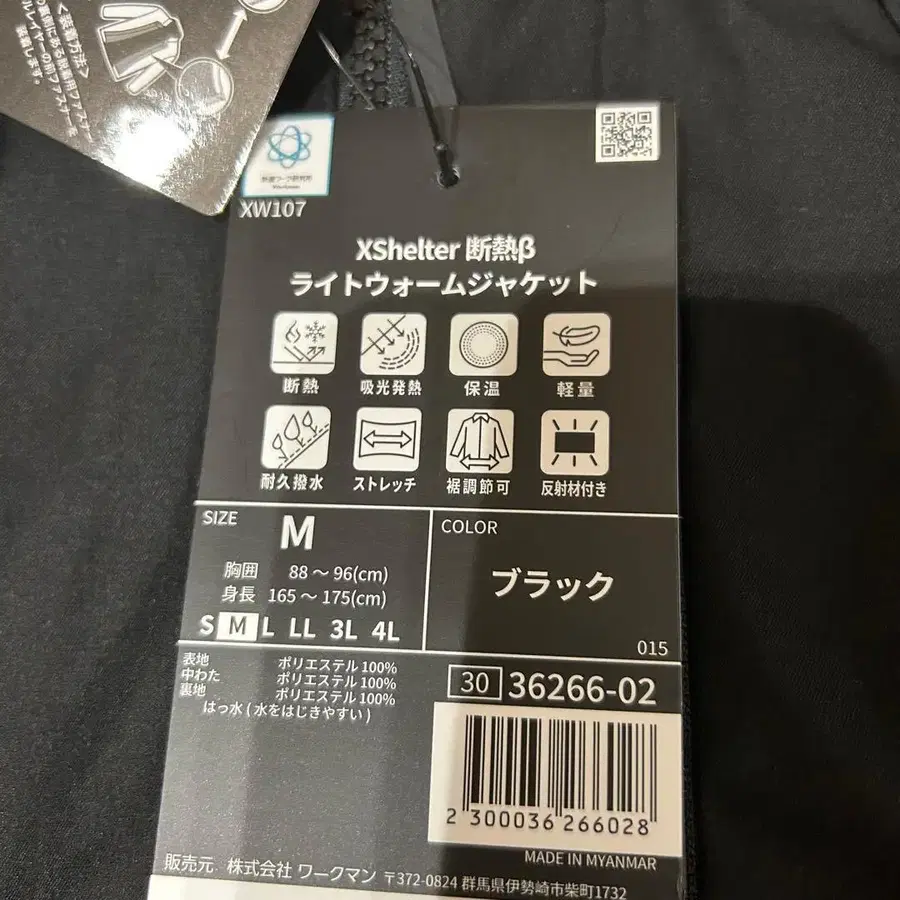 <装着方法>
XW107
XShelter 断熱β
ライトウォームジャケット
断熱 吸光発熱 保温 軽量
耐久撥水 ストレッチ 裾調節可 反射材付き
SIZE
M
胸囲 88～96(cm)
身長 165～175(cm)
S M L LL 3L 4L
COLOR
ブラック
015
表地 ポリエステル100%
中わた ポリエステル100%
裏地 ポリエステル100%
はっ水(水をはじきやすい)
30 36266-02
2 300036 266028
MADE IN MYANMAR
販売元 株式会社 ワークマン 〒372-0824 群馬県伊勢崎市柴町1732